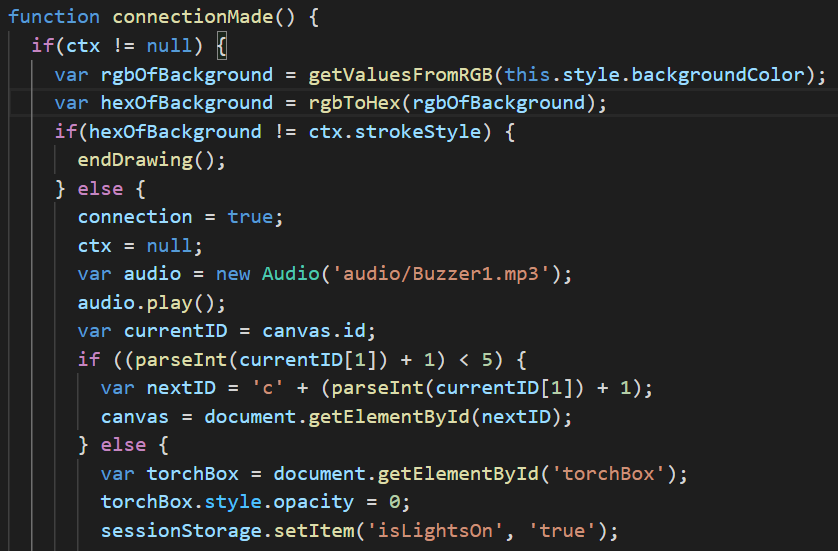 function connectionMade() {
if(ctx != null) {
var rgbOfBackground = getValuesFromRGB(this.style.backgroundColor);
var hexOfBackground = rgbToHex(rgbOfBackground);
if(hexOfBackground != ctx.strokeStyle) {
endDrawing();
} else {
connection = true;
ctx = null;
var audio = new Audio('audio/Buzzer1.mp3');
audio.play();
var currentID = canvas.id;
if ((parseInt(currentID[1]) + 1) < 5) {
var nextID = 'c' + (parseInt(currentID[1]) + 1);
canvas = document.getElementById(nextID);
} else {
var torchBox = document.getElementById('torchBox');
torchBox.style.opacity = 0;
sessionStorage.setItem('isLightsOn', 'true');